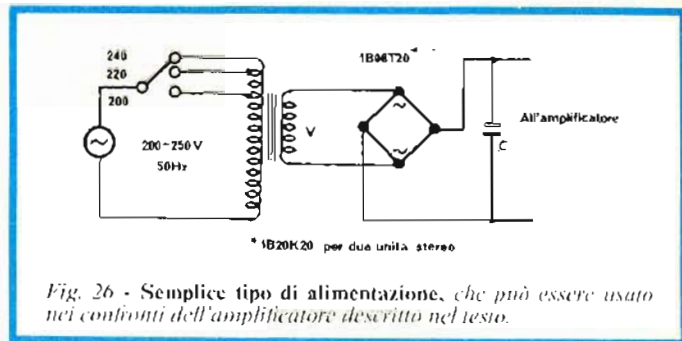 240
220
200
200-250 V
50Hz
V
1B08T20*
C
All'amplificatore
* 1B20K20 per due unità stereo
Fig. 26 - Semplice tipo di alimentazione, che può essere usato
nei confronti dell'amplificatore descritto nel testo.